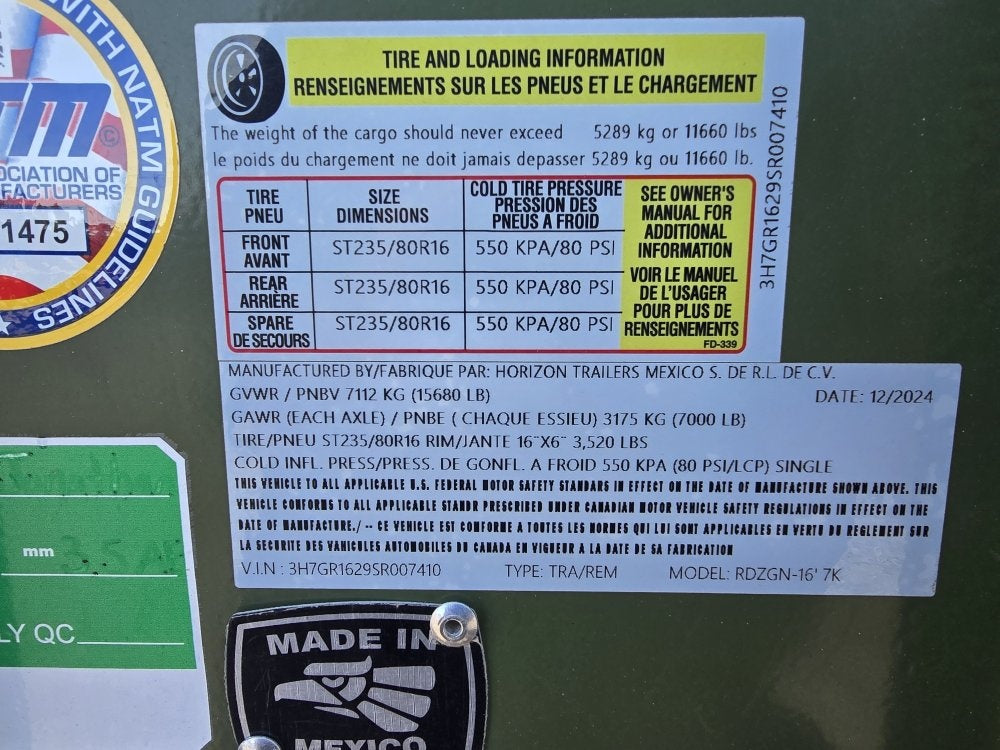 WITH NATM GUIDELINES
TM ©
OCIATION OF
FACTURERS
1475
TIRE AND LOADING INFORMATION
RENSEIGNEMENTS SUR LES PNEUS ET LE CHARGEMENT
The weight of the cargo should never exceed 5289 kg or 11660 lbs
le poids du chargement ne doit jamais depasser 5289 kg ou 11660 lb.
3H7GR1629SR007410
TIRE PNEU SIZE DIMENSIONS COLD TIRE PRESSURE PRESSION DES PNEUS A FROID
FRONT AVANT ST235/80R16 550 KPA/80 PSI
REAR ARRIÈRE ST235/80R16 550 KPA/80 PSI
SPARE DE SECOURS ST235/80R16 550 KPA/80 PSI
SEE OWNER'S
MANUAL FOR
ADDITIONAL
INFORMATION
VOIR LE MANUEL
DE L'USAGER
POUR PLUS DE
RENSEIGNEMENTS
FD-339
MANUFACTURED BY/FABRIQUE PAR: HORIZON TRAILERS MEXICO S. DE R.L. DE C.V.
GVWR / PNBV 7112 KG (15680 LB) DATE: 12/2024
GAWR (EACH AXLE) / PNBE ( CHAQUE ESSIEU) 3175 KG (7000 LB)
TIRE/PNEU ST235/80R16 RIM/JANTE 16"X6" 3,520 LBS
COLD INFL. PRESS/PRESS. DE GONFL. A FROID 550 KPA (80 PSI/LCP) SINGLE
THIS VEHICLE TO ALL APPLICABLE U.S. FEDERAL MOTOR SAFETY STANDARS IN EFFECT ON THE DATE OF MANUFACTURE SHOWN ABOVE. THIS
VEHICLE CONFORMS TO ALL APPLICABLE STANDR PRESCRIBED UNDER CANADIAN MOTOR VEHICLE SAFETY REGULATIONS IN EFFECT ON THE
DATE OF MANUFACTURE./ -- CE VEHICLE EST CONFORME A TOUTES LES NORMES QUI LUI SONT APPLICABLES EN VERTU DU REGLEMENT SUR
LA SECURITE DES VANICULES AUTOMOBILES DU CANADA EN VIGUEUR A LA DATE DE SA FABRICATION
V.I.N : 3H7GR1629SR007410 TYPE: TRA/REM MODEL: RDZGN-16' 7K
mm
LY QC
MADE IN
MEXICO